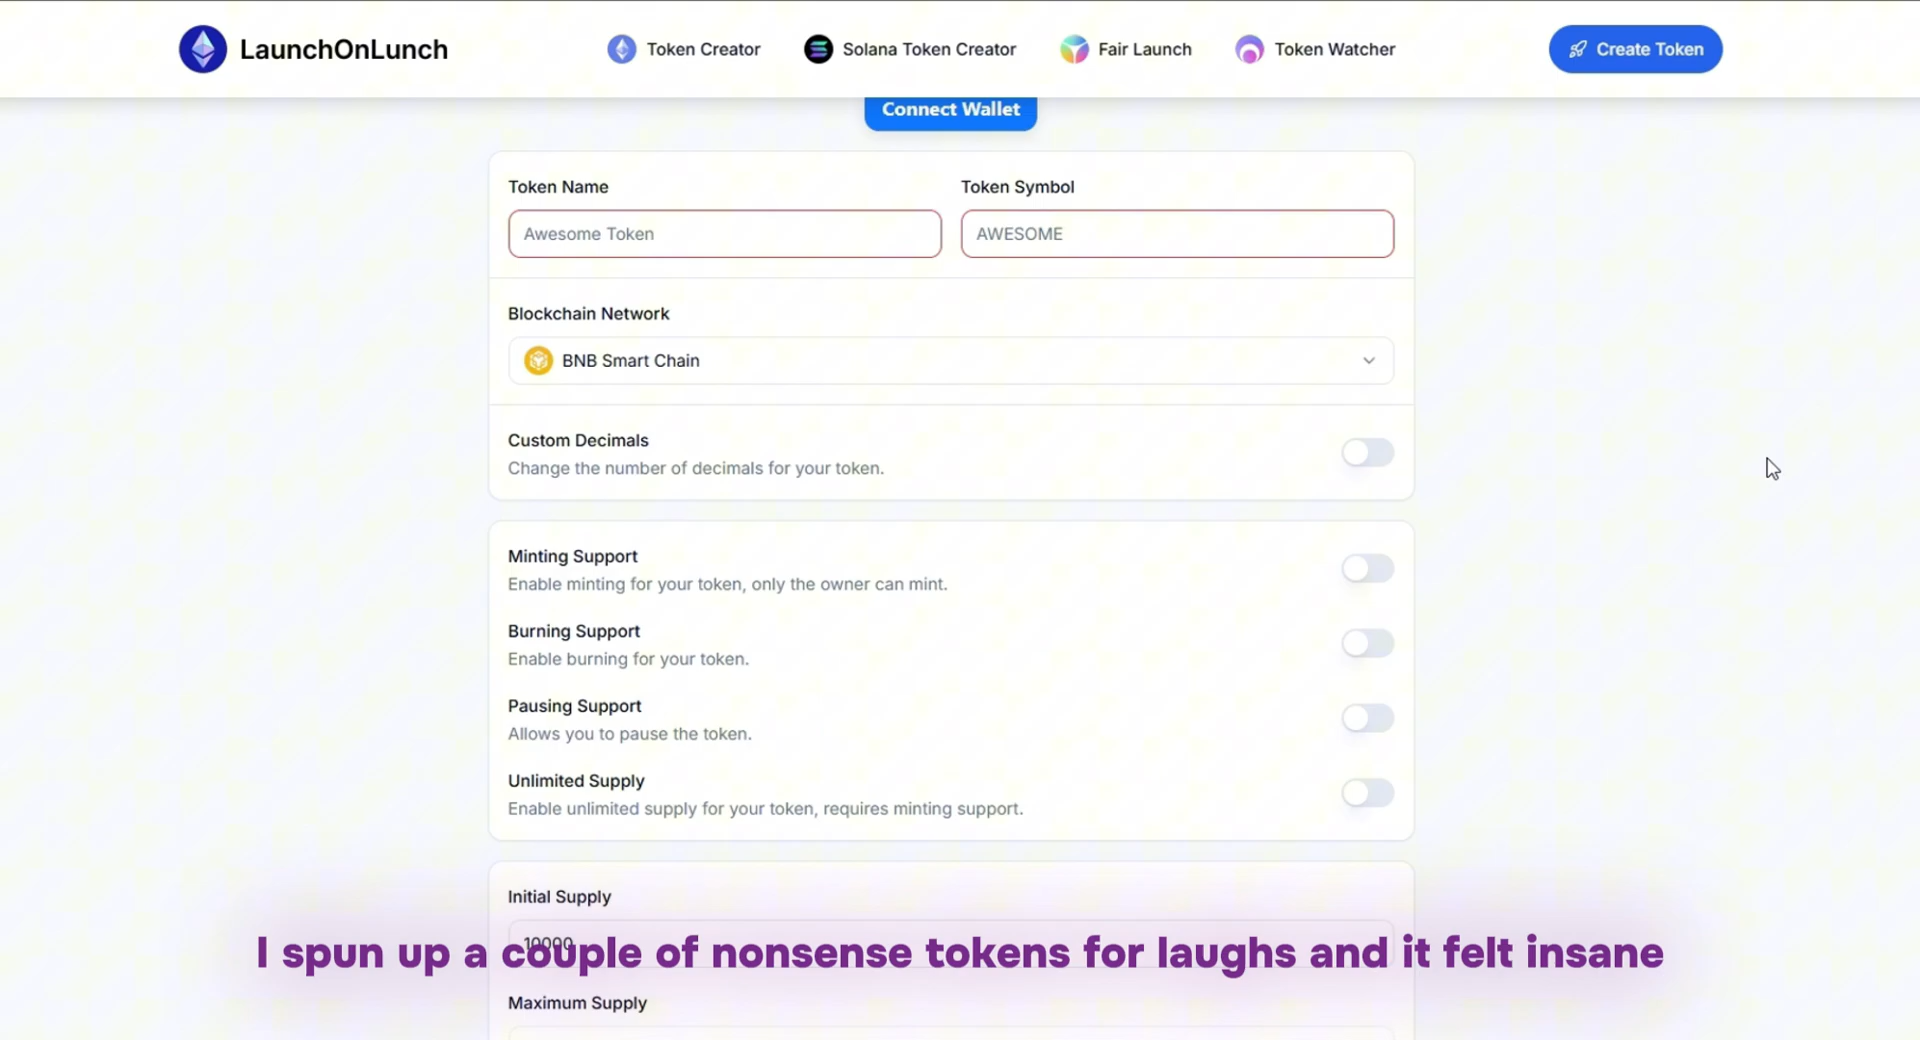 LaunchOnLunch
Token Creator
Solana Token Creator
Fair Launch
Token Watcher
Create Token
Connect Wallet
Token Name
Token Symbol
Awesome Token
AWESOME
Blockchain Network
BNB Smart Chain
Custom Decimals
Change the number of decimals for your token.
Minting Support
Enable minting for your token, only the owner can mint.
Burning Support
Enable burning for your token.
Pausing Support
Allows you to pause the token.
Unlimited Supply
Enable unlimited supply for your token, requires minting support.
Initial Supply
10000
I spun up a couple of nonsense tokens for laughs and it felt insane
Maximum Supply